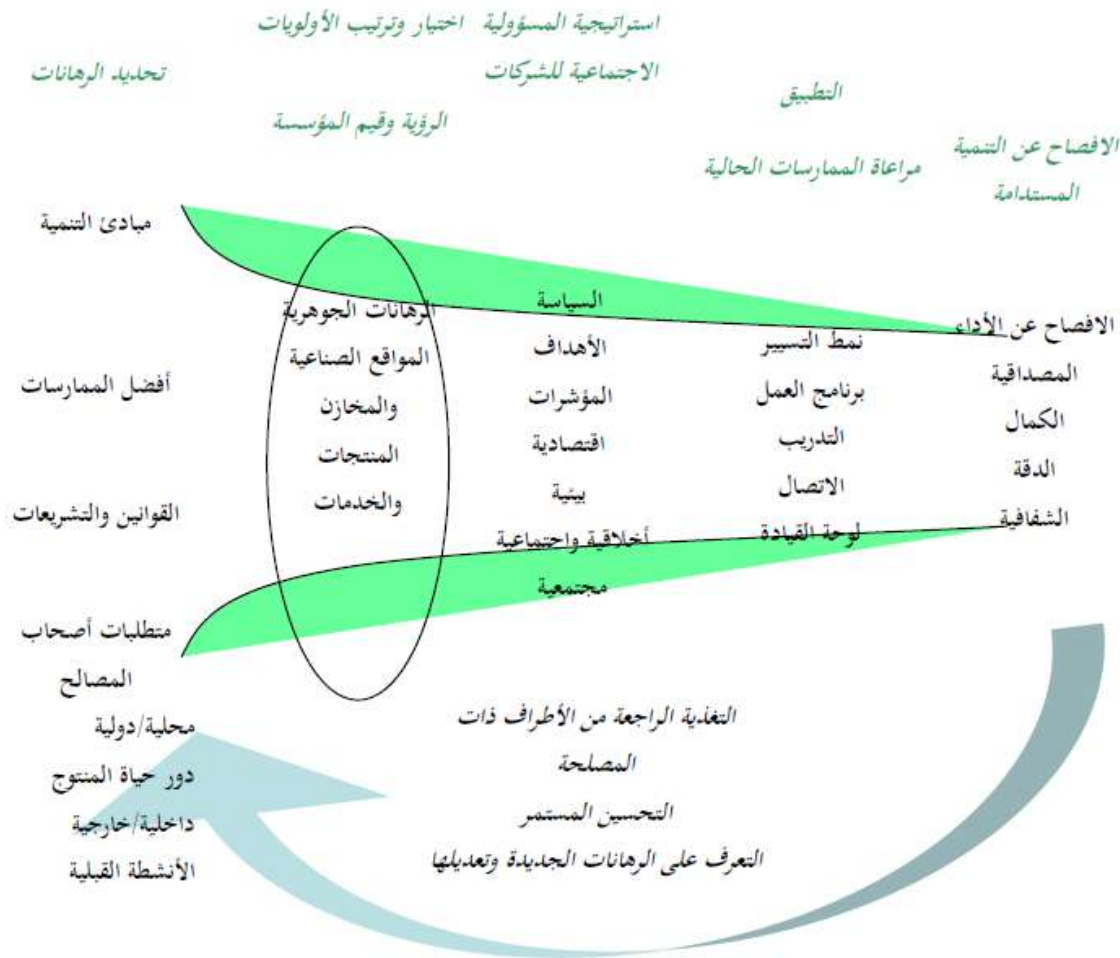 تحديد الرهانات
اختيار وترتيب الأولويات
الرؤية وقيم المؤسسة
استراتيجية المسؤولية
الاجتماعية للشركات
التطبيق
مراعاة الممارسات الحالية
الافصاح عن التنمية
المستدامة
مبادئ التنمية
أفضل الممارسات
القوانين والتشريعات
متطلبات أصحاب
المصالح
محلية/دولية
دور حياة المنتوج
داخلية/خارجية
الأنشطة القبلية
الرهانات الجوهرية
المواقع الصناعية
والمخازن
المنتجات
والخدمات
السياسة
الأهداف
المؤشرات
اقتصادية
بيئية
أخلاقية واجتماعية
مجتمعية
نمط التسيير
برنامج العمل
التدريب
الاتصال
لوحة القيادة
الافصاح عن الأداء
المصداقية
الكمال
الدقة
الشفافية
التغذية الراجعة من الأطراف ذات
المصلحة
التحسين المستمر
التعرف على الرهانات الجديدة وتعديلها